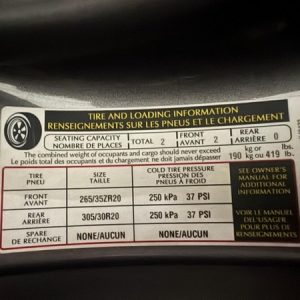 TIRE AND LOADING INFORMATION
RENSEIGNEMENTS SUR LES PNEUS ET LE CHARGEMENT
SEATING CAPACITY
NOMBRE DE PLACES
TOTAL 2
FRONT
AVANT 2
REAR
ARRIÈRE 0
The combined weight of occupants and cargo should never exceed
Le poids total des occupants et du chargement ne doit jamais dépasser
190 kg or ou 419 lb. lbs.
TIRE
PNEU
SIZE
TAILLE
COLD TIRE PRESSURE
PRESSION DES
PNEUS À FROID
FRONT
AVANT
265/35ZR20
250 kPa 37 PSI
REAR
ARRIÈRE
305/30R20
250 kPa 37 PSI
SPARE
DE RECHANGE
NONE/AUCUN
NONE/AUCUN
SEE OWNER'S
MANUAL FOR
ADDITIONAL
INFORMATION
VOIR LE MANUEL
DEL'USAGER
POUR PLUS DE
RENSEIGNEMENTS